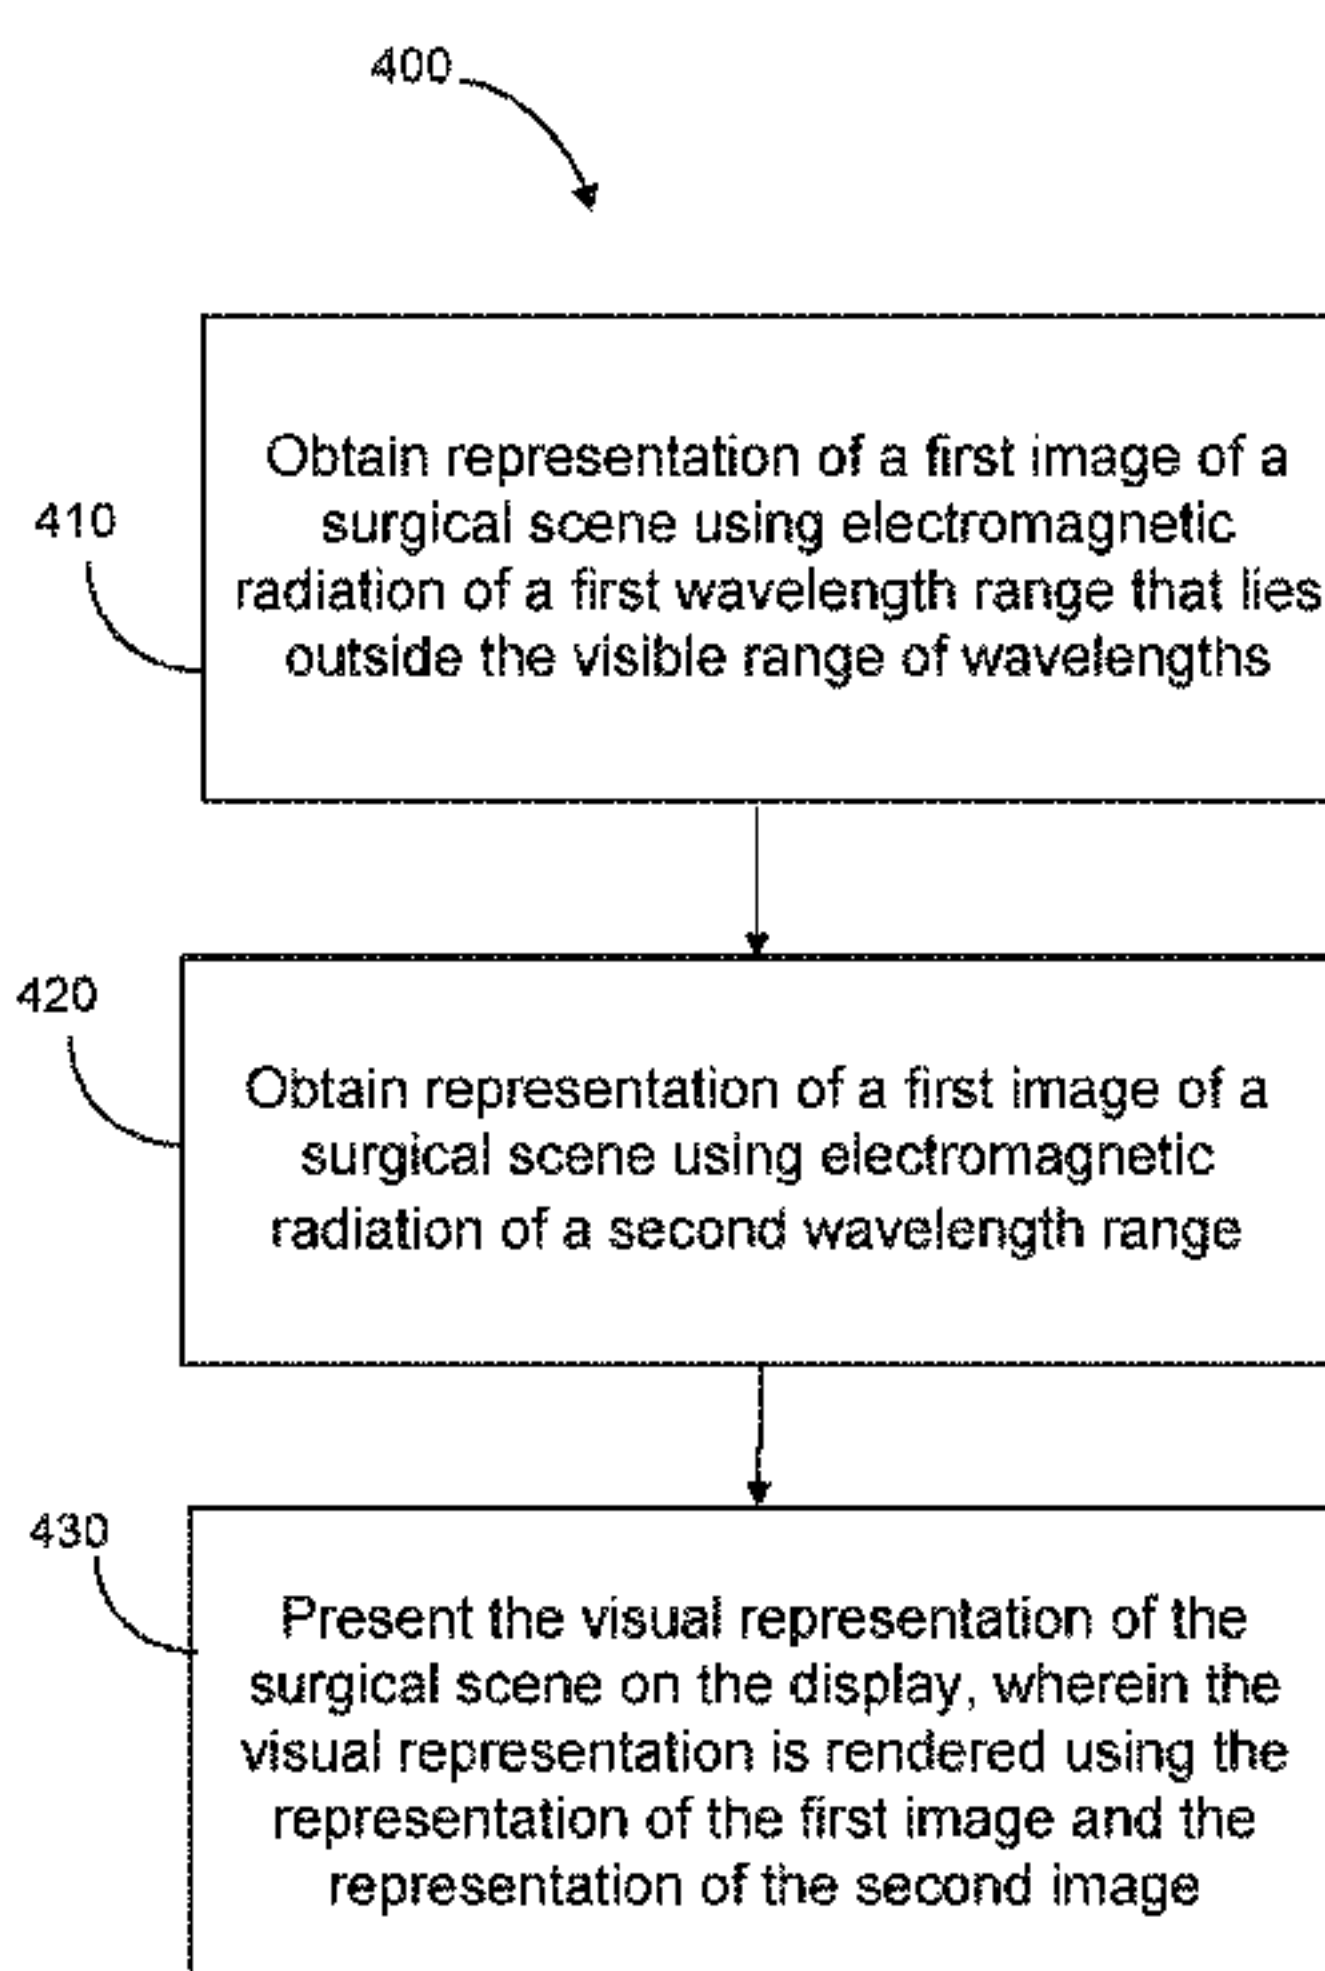 400
410
Obtain representation of a first image of a
surgical scene using electromagnetic
radiation of a first wavelength range that lies
outside the visible range of wavelengths
420
Obtain representation of a first image of a
surgical scene using electromagnetic
radiation of a second wavelength range
430
Present the visual representation of the
surgical scene on the display, wherein the
visual representation is rendered using the
representation of the first image and the
representation of the second image